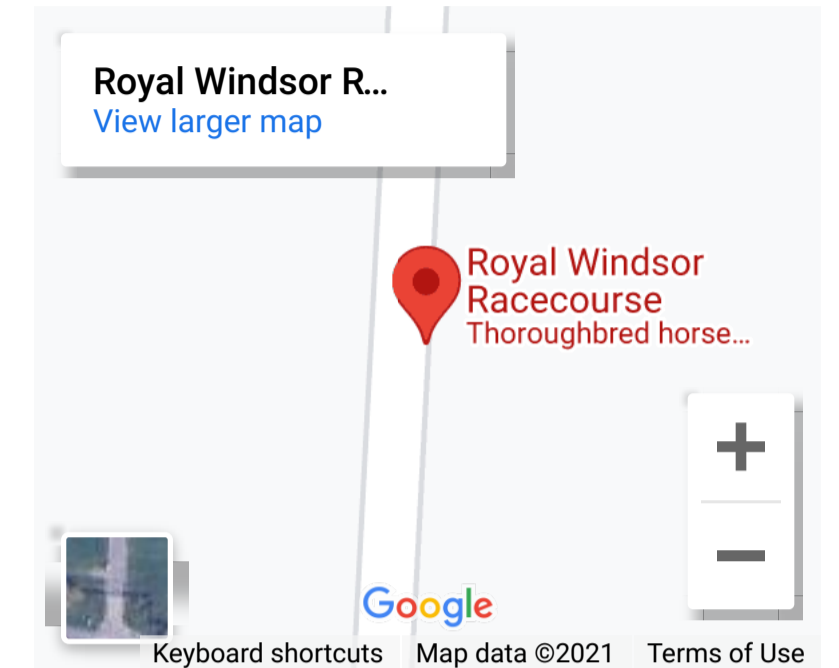 Royal Windsor R...
View larger map
Royal Windsor
Racecourse
Thoroughbred horse...
Google
Keyboard shortcuts Map data ©2021 Terms of Use